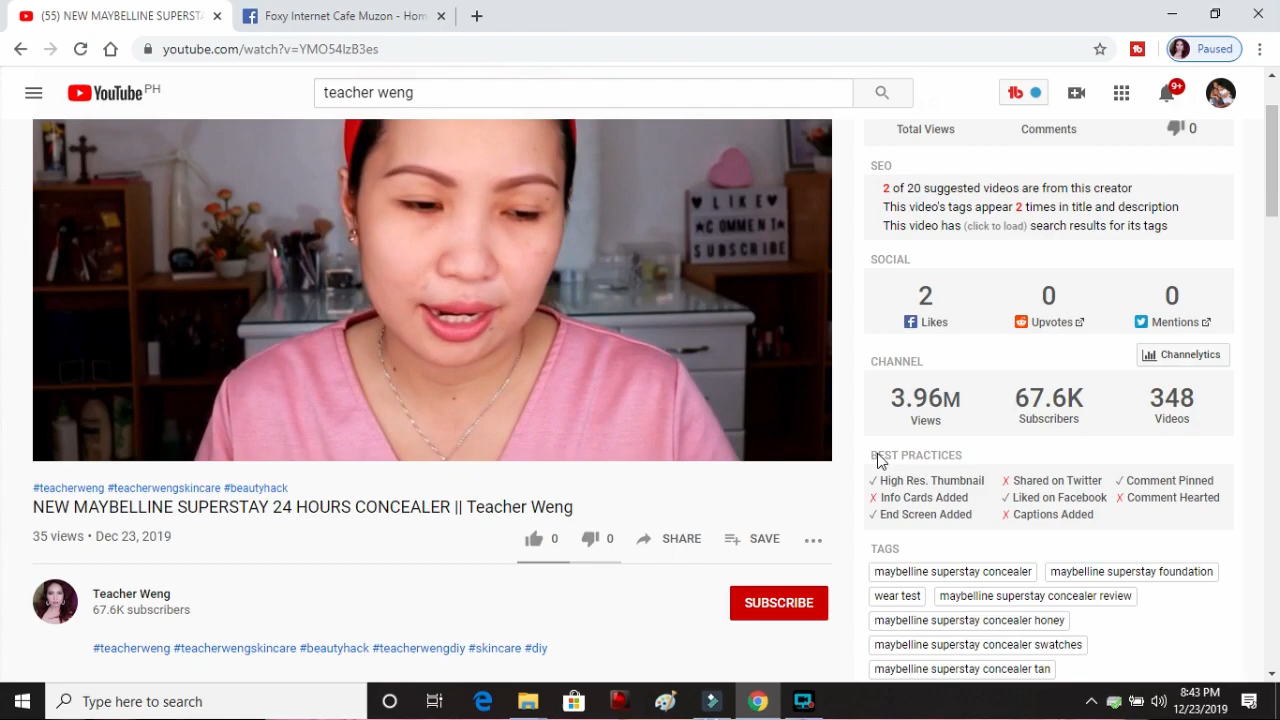 (55) NEW MAYBELLINE SUPERST
Foxy Internet Cafe Muzon - Hom
youtube.com/watch?v=YMO54lzB3es
Paused
YouTube PH
teacher weng
9+
Total Views
Comments
0
SEO
2 of 20 suggested videos are from this creator
This video's tags appear 2 times in title and description
This video has (click to load) search results for its tags
LIKE
COMMENT
SUBSCRIBE
SOCIAL
2
0
0
Likes
Upvotes
Mentions
CHANNEL
Channelytics
3.96M
67.6K
348
Views
Subscribers
Videos
BEST PRACTICES
✓ High Res. Thumbnail
✗ Shared on Twitter
✓ Comment Pinned
✗ Info Cards Added
✓ Liked on Facebook
✗ Comment Hearted
✓ End Screen Added
✗ Captions Added
#teacherweng #teacherwengskincare #beautyhack
NEW MAYBELLINE SUPERSTAY 24 HOURS CONCEALER || Teacher Weng
35 views • Dec 23, 2019
0
0
SHARE
SAVE
TAGS
maybelline superstay concealer
maybelline superstay foundation
wear test
maybelline superstay concealer review
maybelline superstay concealer honey
maybelline superstay concealer swatches
maybelline superstay concealer tan
Teacher Weng
67.6K subscribers
SUBSCRIBE
#teacherweng #teacherwengskincare #beautyhack #teacherwengdiy #skincare #diy
Type here to search
8:43 PM
12/23/2019